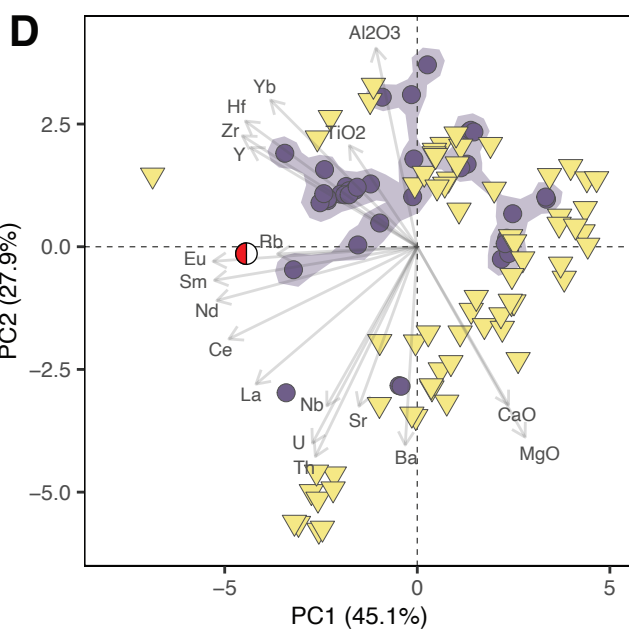 D
Al2O3
Yb
Hf
Zr
TiO2
Y
Rb
Eu
Sm
Nd
Ce
La
Nb
Sr
CaO
U
Ba
MgO
Th
2.5
0.0
−2.5
−5.0
PC2 (27.9%)
−5
0
5
PC1 (45.1%)